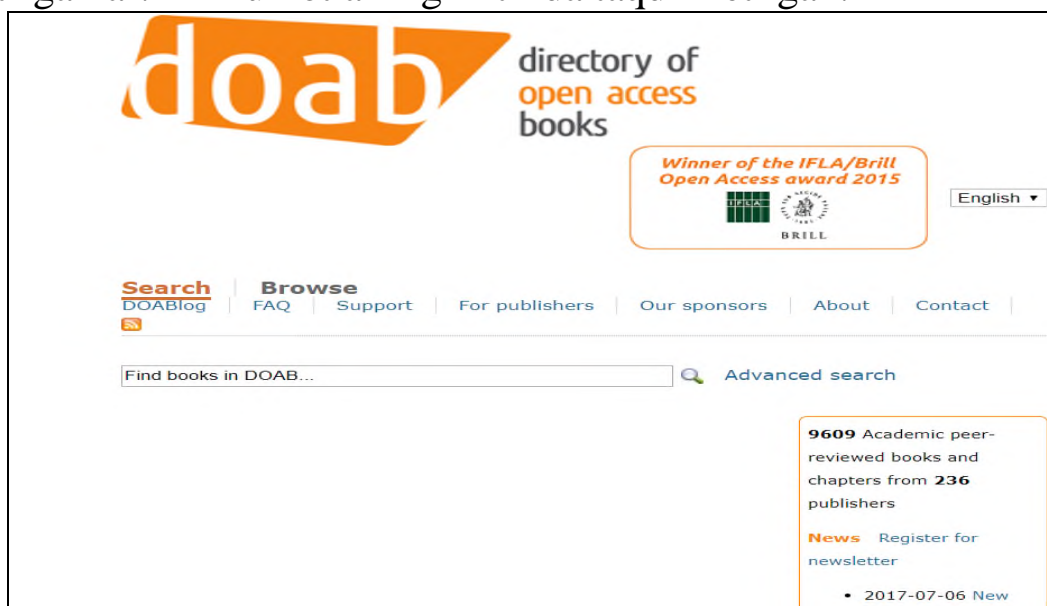 doab
directory of
open access
books
Winner of the IFLA/Brill
Open Access award 2015
IFLA
BRILL
English
Search Browse
DOABlog FAQ Support For publishers Our sponsors About Contact
Find books in DOAB...
Advanced search
9609 Academic peer-
reviewed books and
chapters from 236
publishers
News Register for
newsletter
• 2017-07-06 New